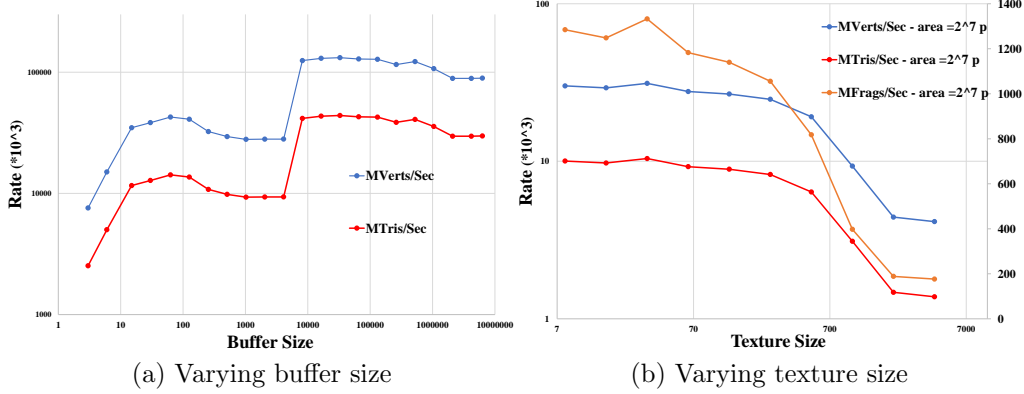 Rate (*10^3)
100000
10000
1000
1
10
100
1000
10000
100000
1000000
10000000
Buffer Size
MVerts/Sec
MTris/Sec
(a) Varying buffer size
Rate (*10^3)
100
10
1
7
70
700
7000
Texture Size
1400
1200
1000
800
600
400
200
0
MVerts/Sec - area =2^7 p
MTris/Sec - area =2^7 p
MFrags/Sec - area =2^7 p
(b) Varying texture size